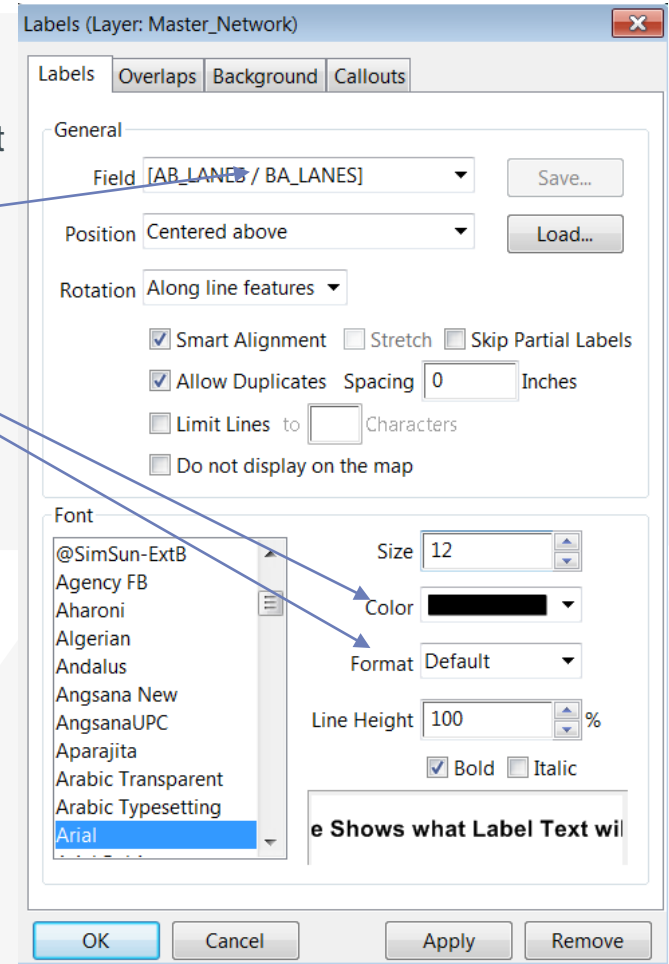 Labels (Layer: Master_Network)
Labels Overlaps Background Callouts
t
General
Field [AB_LANES / BA_LANES] Save...
Position Centered above Load...
Rotation Along line features
Smart Alignment Stretch Skip Partial Labels
Allow Duplicates Spacing 0 Inches
Limit Lines to Characters
Do not display on the map
Font
@SimSun-ExtB
Agency FB
Aharoni
Algerian
Andalus
Angsana New
AngsanaUPC
Aparajita
Arabic Transparent
Arabic Typesetting
Arial
Size 12
Color
Format Default
Line Height 100 %
Bold Italic
e Shows what Label Text wil
OK Cancel Apply Remove